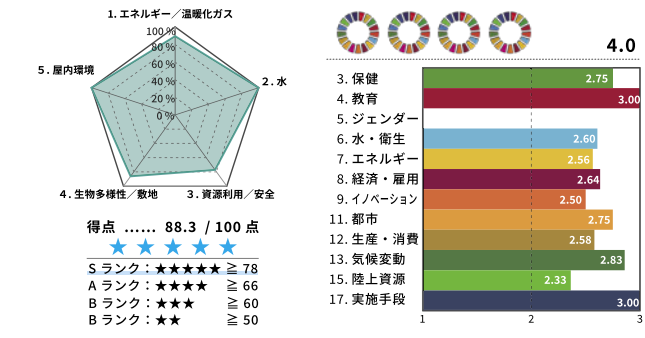 1. エネルギー／温暖化ガス
100 %
80 %
60 %
40 %
20 %
0 %
5. 屋内環境
2. 水
4. 生物多様性／敷地
3. 資源利用／安全
得点 …… 88.3 / 100 点
★ ★ ★ ★ ★
S ランク：★★★★★ ≧ 78
A ランク：★★★★ ≧ 66
B ランク：★★★ ≧ 60
B ランク：★★ ≧ 50
4.0
3. 保健 2.75
4. 教育 3.00
5. ジェンダー
6. 水・衛生 2.60
7. エネルギー 2.56
8. 経済・雇用 2.64
9. イノベーション 2.50
11. 都市 2.75
12. 生産・消費 2.58
13. 気候変動 2.83
15. 陸上資源 2.33
17. 実施手段 3.00
1 2 3